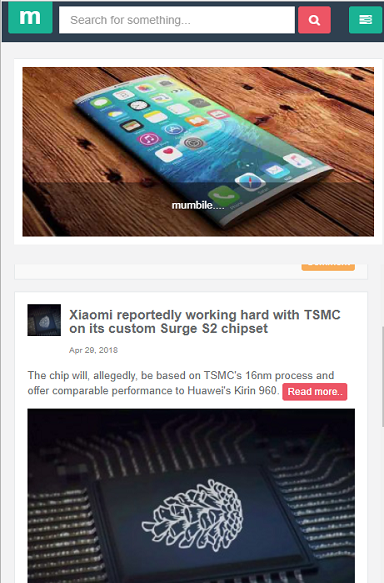 m
Search for something...
mumbile....
Xiaomi reportedly working hard with TSMC
on its custom Surge S2 chipset
Apr 29, 2018
The chip will, allegedly, be based on TSMC's 16nm process and
offer comparable performance to Huawei's Kirin 960. Read more..